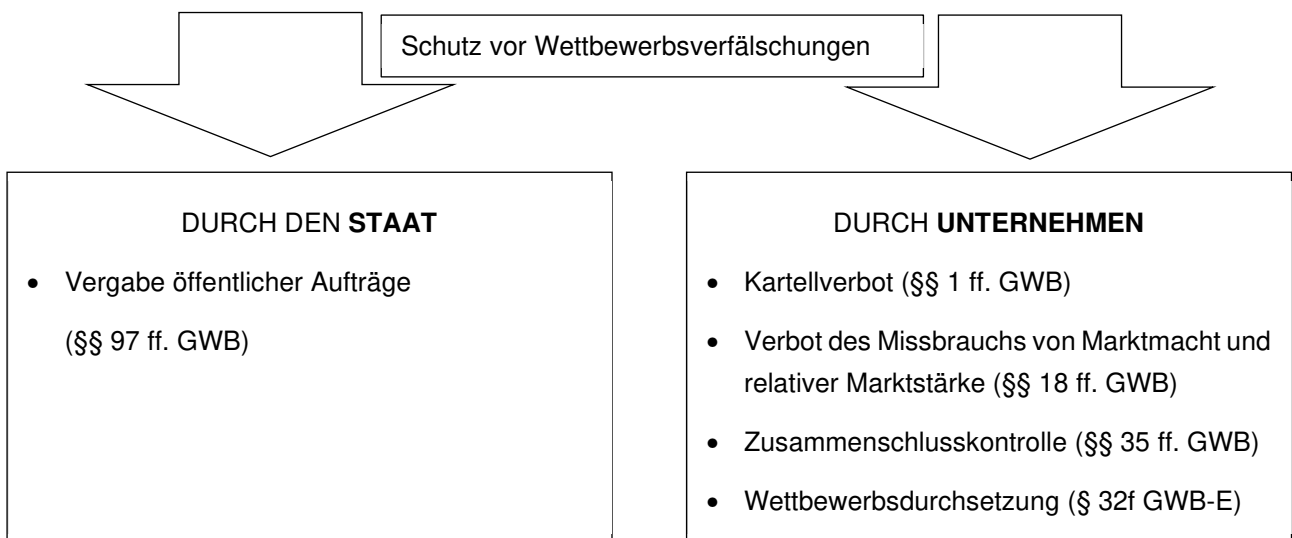 Schutz vor Wettbewerbsverfälschungen
DURCH DEN STAAT
• Vergabe öffentlicher Aufträge
(§§ 97 ff. GWB)
DURCH UNTERNEHMEN
• Kartellverbot (§§ 1 ff. GWB)
• Verbot des Missbrauchs von Marktmacht und
relativer Marktstärke (§§ 18 ff. GWB)
• Zusammenschlusskontrolle (§§ 35 ff. GWB)
• Wettbewerbsdurchsetzung (§ 32f GWB-E)